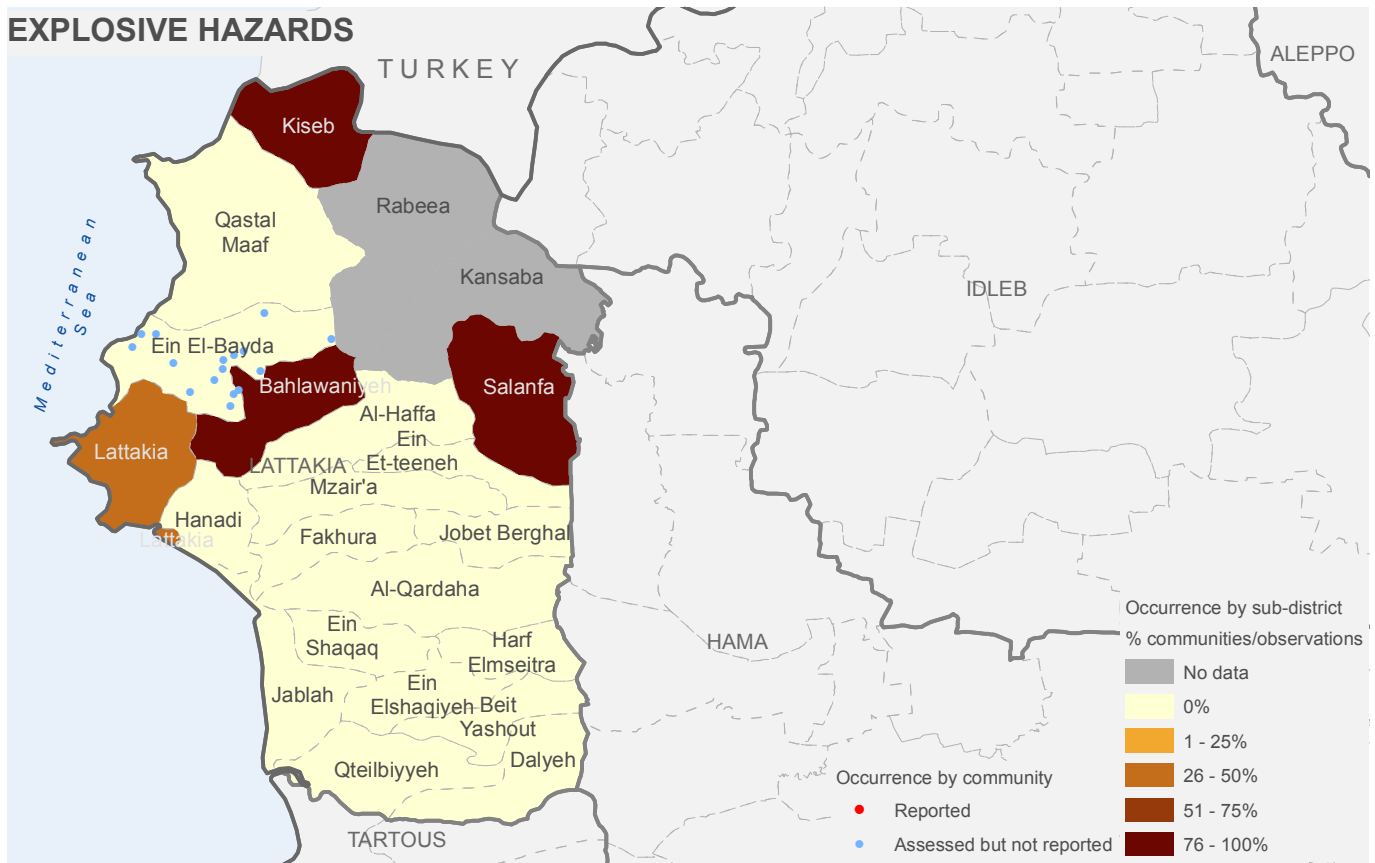 EXPLOSIVE HAZARDS
TURKEY
ALEPPO
Kiseb
Rabeea
Qastal
Maaf
Kansaba
IDLEB
Mediterranean
Sea
Ein El-Bayda
Bahlawaniyeh
Salanfa
Al-Haffa
Ein
Et-teeneh
Lattakia
LATTAKIA
Mzair'a
Hanadi
Lattakia
Fakhura
Jobet Berghal
Al-Qardaha
Ein
Shaqaq
Harf
Elmseitra
HAMA
Jablah
Ein
Elshaqiyeh
Beit
Yashout
Qteilbiyyeh
Dalyeh
TARTOUS
Occurrence by community
Reported
Assessed but not reported
Occurrence by sub-district
% communities/observations
No data
0%
1 - 25%
26 - 50%
51 - 75%
76 - 100%